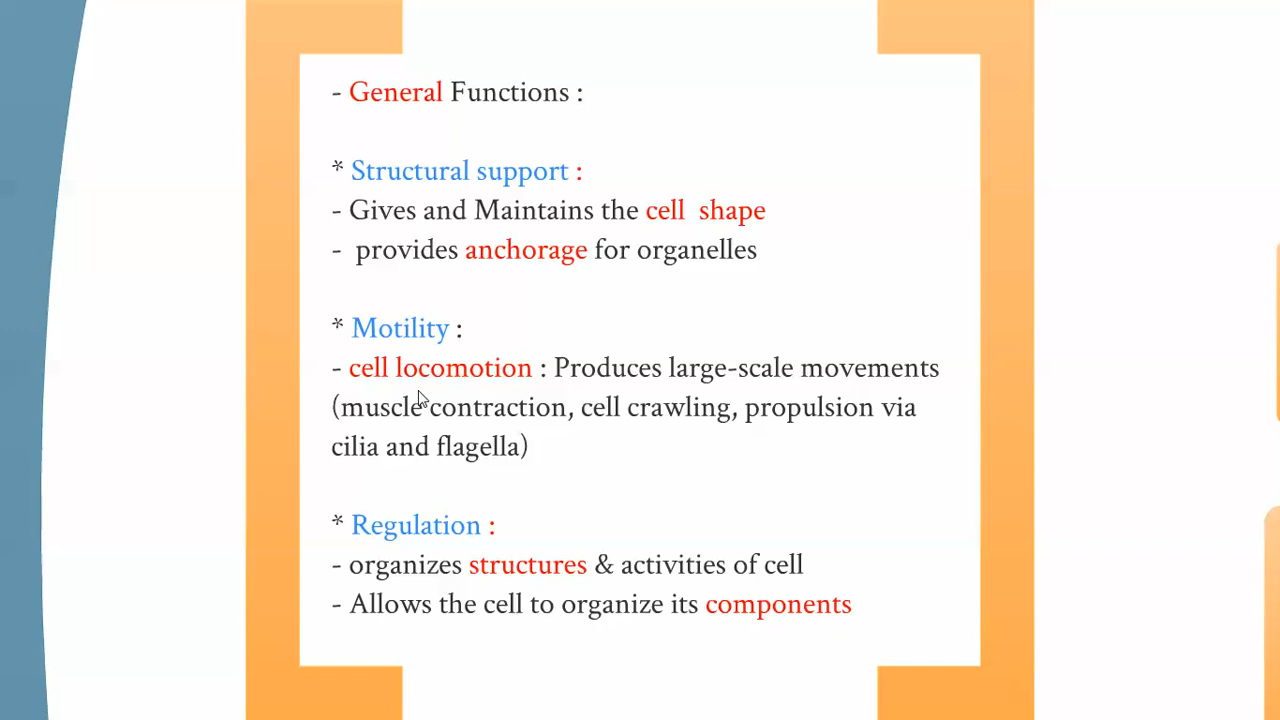 - General Functions :
* Structural support :
- Gives and Maintains the cell shape
- provides anchorage for organelles
* Motility :
- cell locomotion : Produces large-scale movements
(muscle contraction, cell crawling, propulsion via
cilia and flagella)
* Regulation :
- organizes structures & activities of cell
- Allows the cell to organize its components